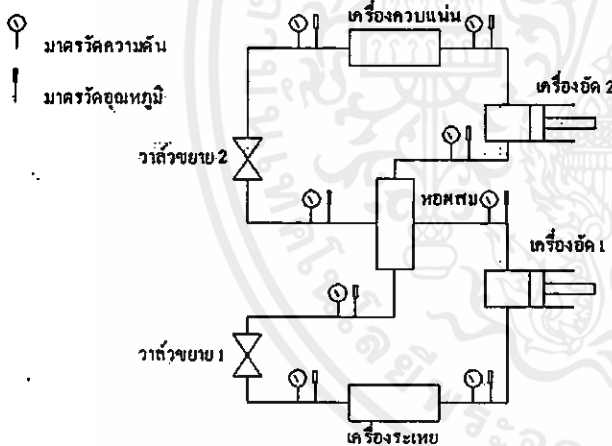 มาตรวัดความดัน
มาตรวัดอุณหภูมิ
เครื่องควบแน่น
เครื่องอัด 2
วาล์วขยาย 2
หอผสม
เครื่องอัด 1
วาล์วขยาย 1
เครื่องระเหย